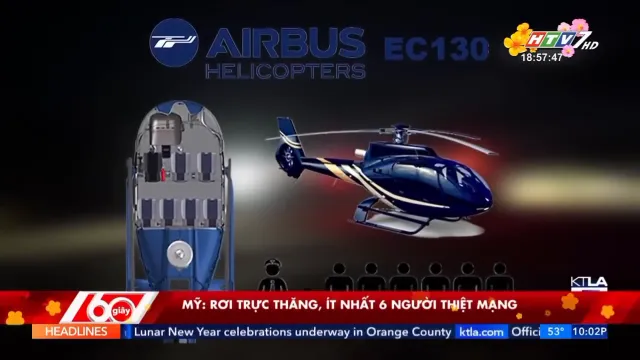 AIRBUS
HELICOPTERS
EC130
HTV7 HD
18:57:47
KTLA
60 giây
MỸ: RƠI TRỰC THĂNG, ÍT NHẤT 6 NGƯỜI THIỆT MẠNG
HEADLINES
Lunar New Year celebrations underway in Orange County
ktla.com
Offici
53°
10:02P